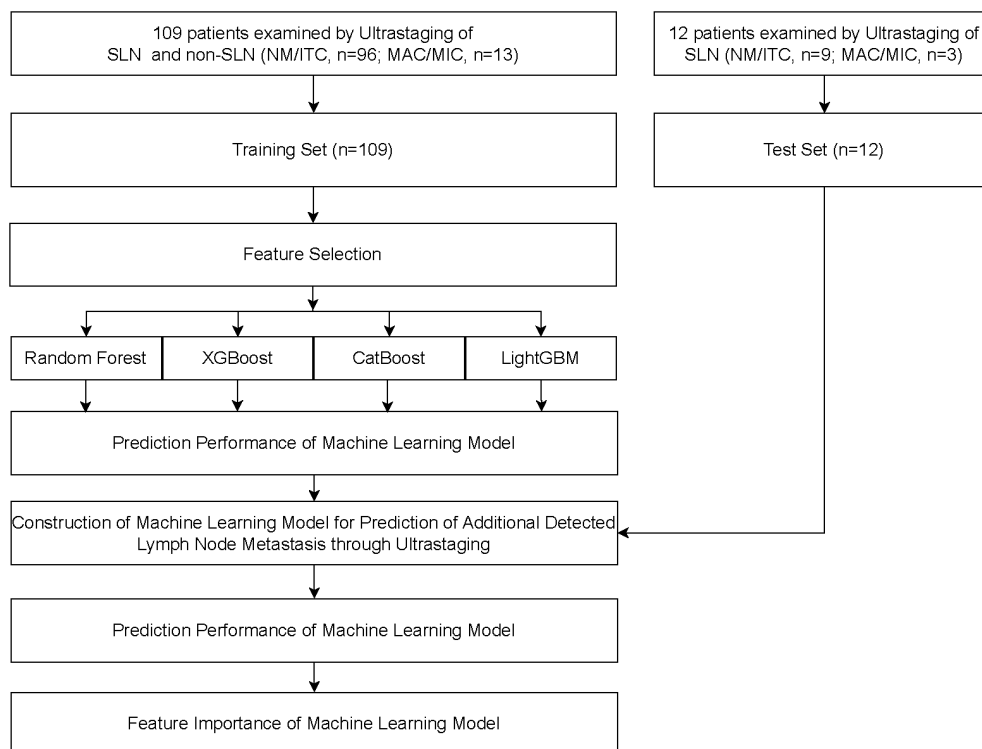 109 patients examined by Ultrastaging of
SLN and non-SLN (NM/ITC, n=96; MAC/MIC, n=13)
12 patients examined by Ultrastaging of
SLN (NM/ITC, n=9; MAC/MIC, n=3)
Training Set (n=109)
Test Set (n=12)
Feature Selection
Random Forest
XGBoost
CatBoost
LightGBM
Prediction Performance of Machine Learning Model
Construction of Machine Learning Model for Prediction of Additional Detected
Lymph Node Metastasis through Ultrastaging
Prediction Performance of Machine Learning Model
Feature Importance of Machine Learning Model